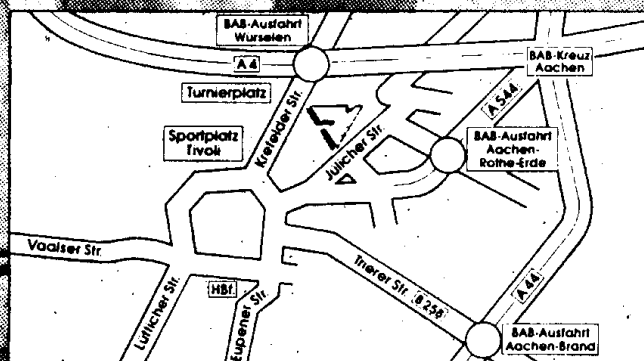 BAB-Ausfahrt
Würselen
A 4
BAB-Kreuz
Aachen
Turnierplatz
A 544
Krefelder Str.
Sportplatz
Tivoli
Jülicher Str.
BAB-Ausfahrt
Aachen-
Rothe-Erde
Vaalser Str.
Trierer Str.
B 258
A 44
HBf.
Lütticher Str.
Eupener Str.
BAB-Ausfahrt
Aachen-Brand